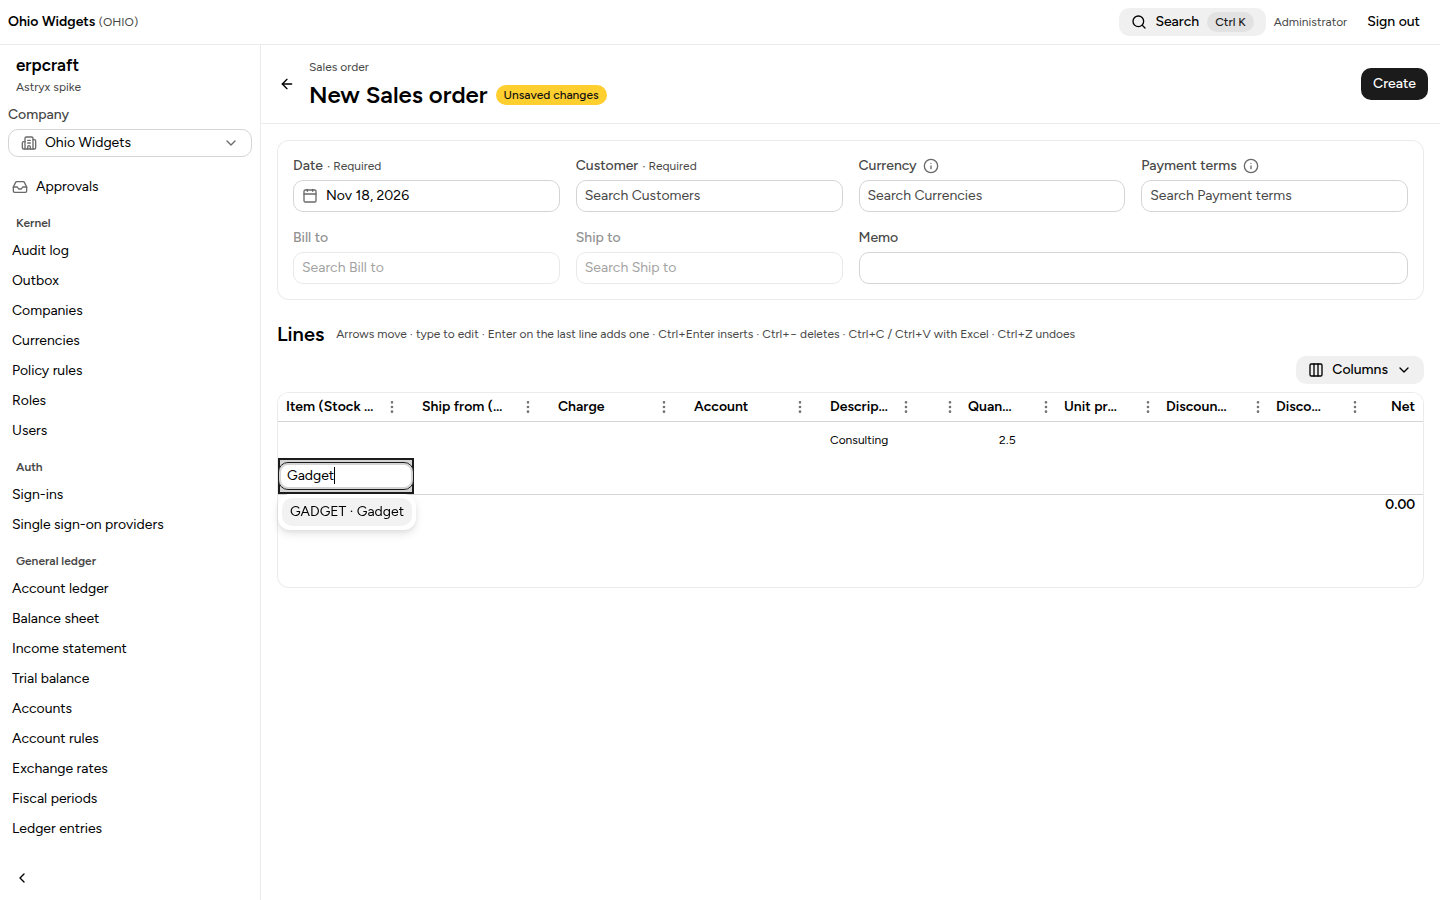 Ohio Widgets (OHIO)
Search Ctrl K Administrator Sign out
erpcraft
Astryx spike
Company
Ohio Widgets
Approvals
Kernel
Audit log
Outbox
Companies
Currencies
Policy rules
Roles
Users
Auth
Sign-ins
Single sign-on providers
General ledger
Account ledger
Balance sheet
Income statement
Trial balance
Accounts
Account rules
Exchange rates
Fiscal periods
Ledger entries
Sales order
New Sales order Unsaved changes
Create
Date · Required Customer · Required Currency Payment terms
Nov 18, 2026 Search Customers Search Currencies Search Payment terms
Bill to Ship to Memo
Search Bill to Search Ship to
Lines Arrows move · type to edit · Enter on the last line adds one · Ctrl+Enter inserts · Ctrl+− deletes · Ctrl+C / Ctrl+V with Excel · Ctrl+Z undoes
Columns
Item (Stock ... Ship from (... Charge Account Descrip... Quan... Unit pr... Discoun... Disco... Net
Consulting 2.5
Gadget
GADGET · Gadget
0.00